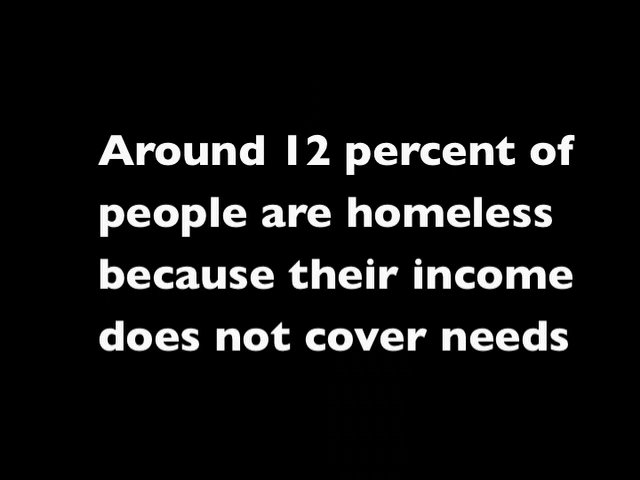 Around 12 percent of
people are homeless
because their income
does not cover needs